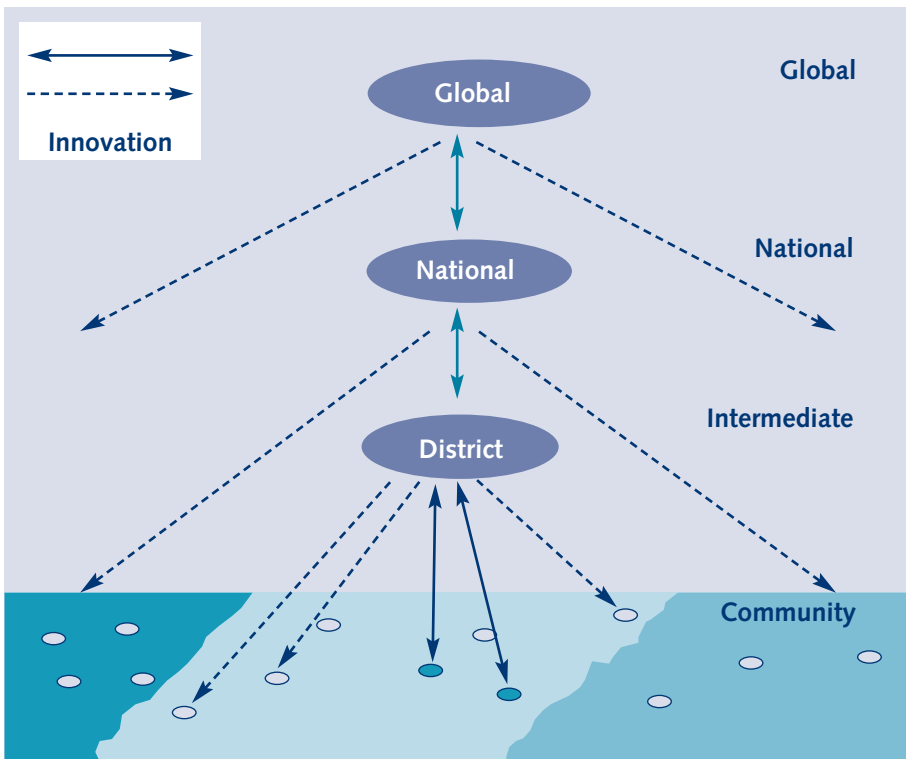 Innovation
Global
Global
National
National
Intermediate
District
Community